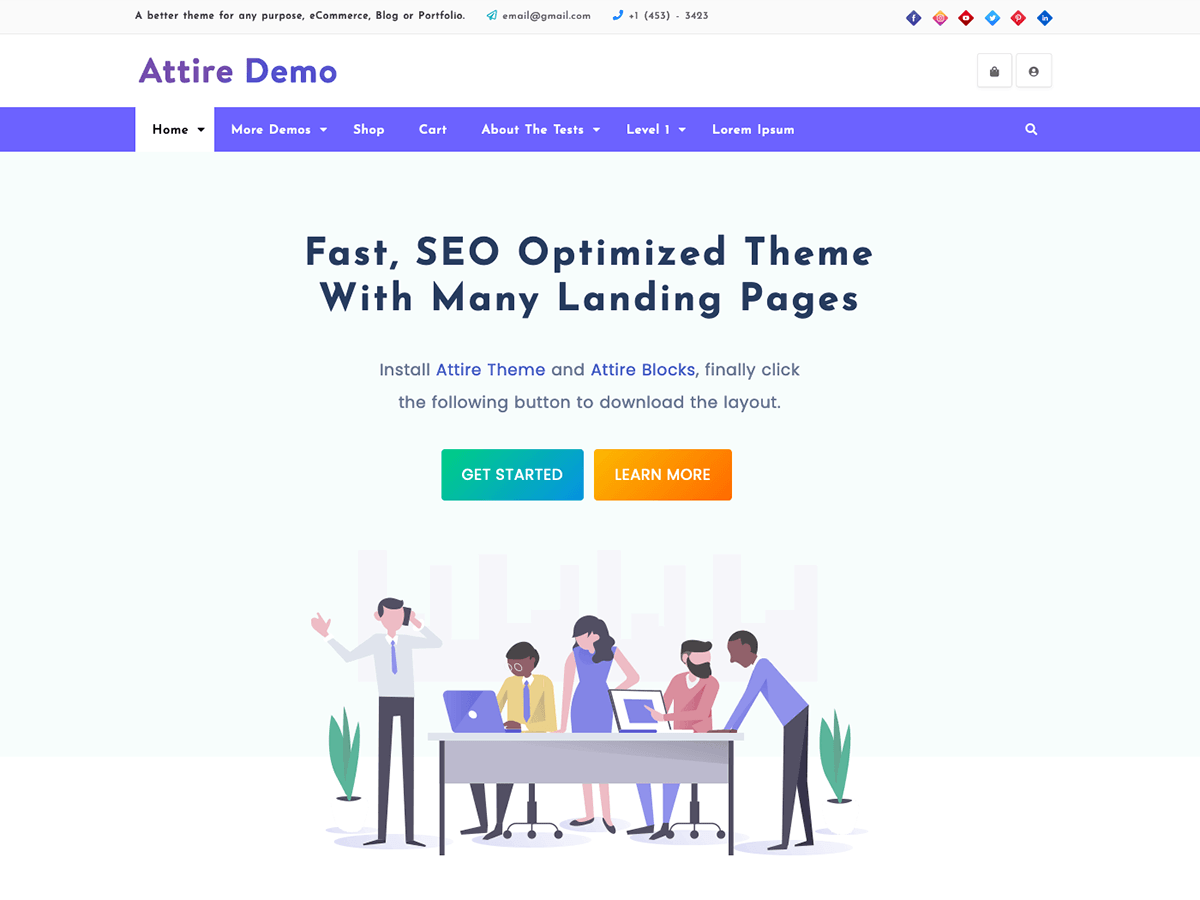 A better theme for any purpose, eCommerce, Blog or Portfolio. email@gmail.com +1 (453) - 3423
Attire Demo
Home More Demos Shop Cart About The Tests Level 1 Lorem Ipsum
Fast, SEO Optimized Theme
With Many Landing Pages
Install Attire Theme and Attire Blocks, finally click
the following button to download the layout.
GET STARTED LEARN MORE